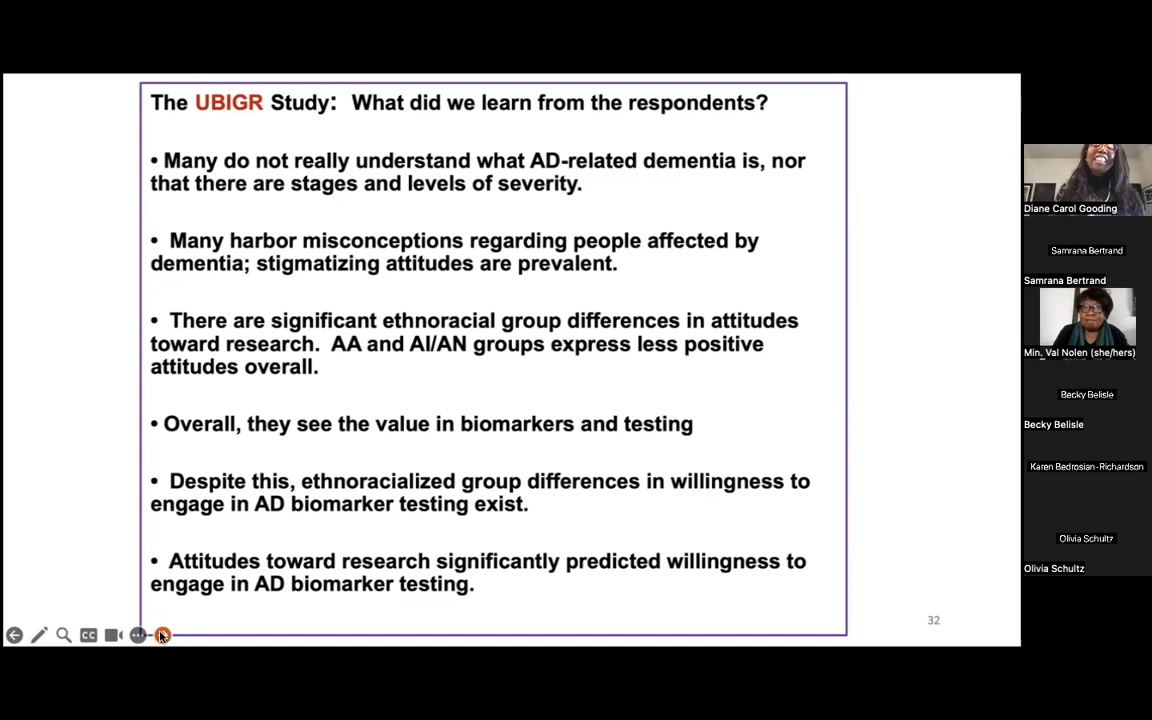 The UBIGR Study: What did we learn from the respondents?
• Many do not really understand what AD-related dementia is, nor
that there are stages and levels of severity.
• Many harbor misconceptions regarding people affected by
dementia; stigmatizing attitudes are prevalent.
• There are significant ethnoracial group differences in attitudes
toward research. AA and AI/AN groups express less positive
attitudes overall.
• Overall, they see the value in biomarkers and testing
• Despite this, ethnoracialized group differences in willingness to
engage in AD biomarker testing exist.
• Attitudes toward research significantly predicted willingness to
engage in AD biomarker testing.
32
CC
Diane Carol Gooding
Samrana Bertrand
Samrana Bertrand
Min. Val Nolen (she/hers)
Becky Belisle
Becky Belisle
Karen Bedrosian-Richardson
Olivia Schultz
Olivia Schultz